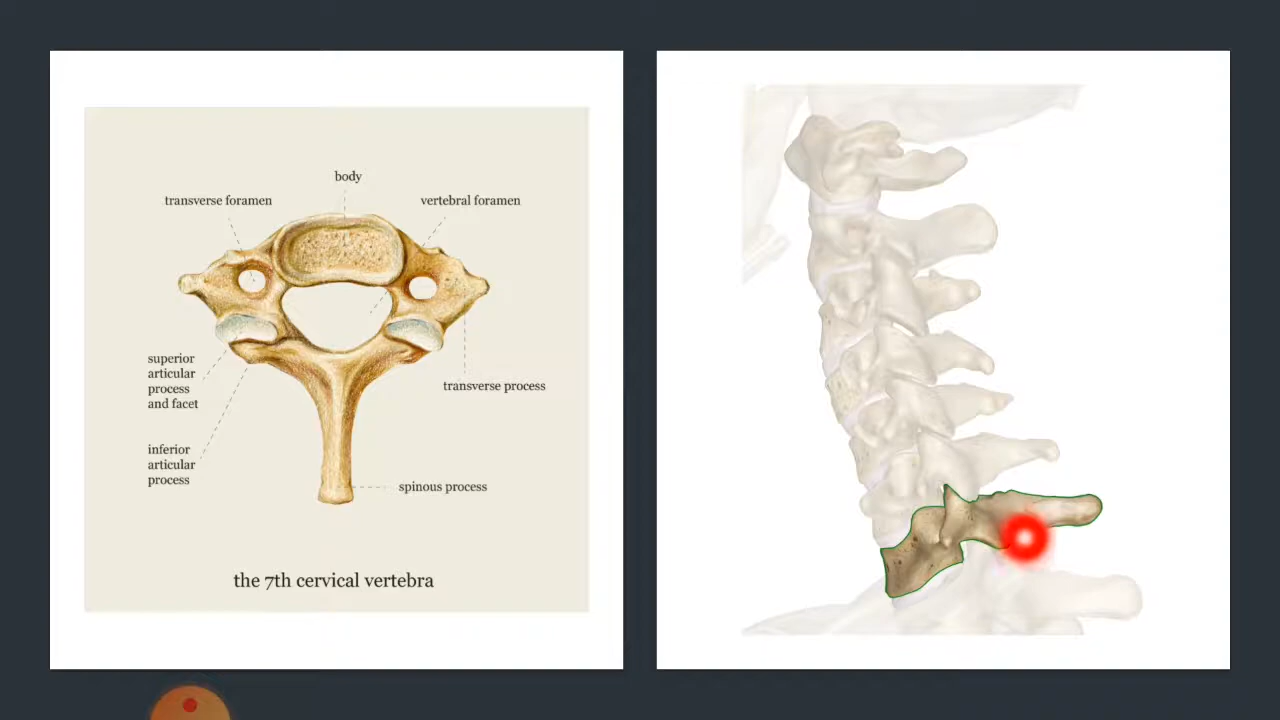 body
transverse foramen
vertebral foramen
superior
articular
process
and facet
transverse process
inferior
articular
process
spinous process
the 7th cervical vertebra